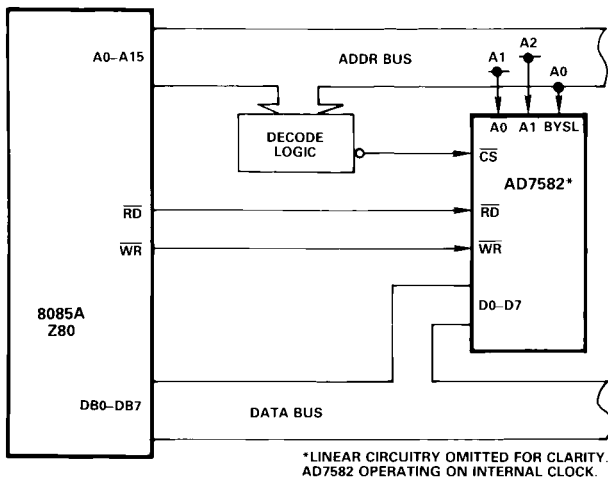 A0–A15
ADDR BUS
A1
A2
A0
DECODE
LOGIC
A0 A1 BYSL
CS
AD7582*
RD
RD
WR
WR
8085A
Z80
D0–D7
DB0–DB7
DATA BUS
*LINEAR CIRCUITRY OMITTED FOR CLARITY.
AD7582 OPERATING ON INTERNAL CLOCK.